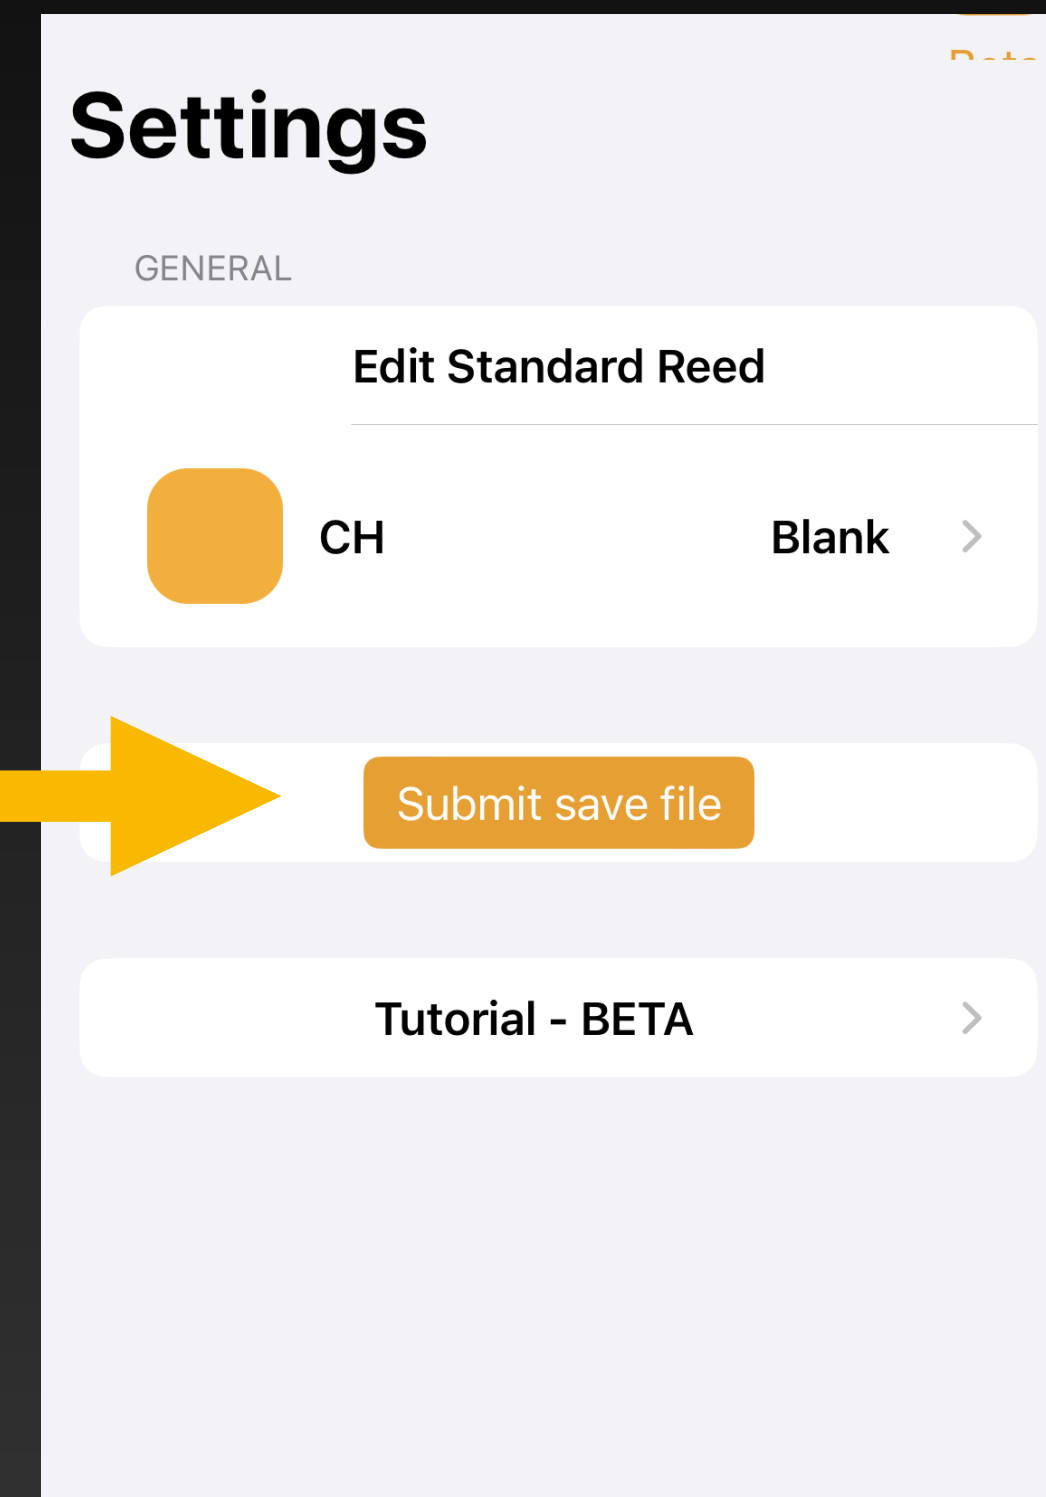 Settings
GENERAL
Edit Standard Reed
CH Blank
Submit save file
Tutorial - BETA